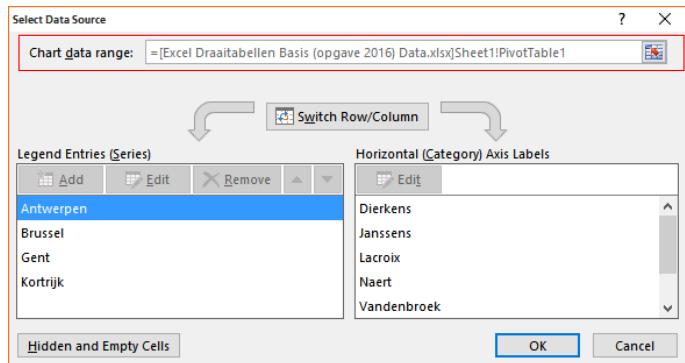 Select Data Source
Chart data range: =[Excel Draaitabellen Basis (opgave 2016) Data.xlsx]Sheet1!PivotTable1
Switch Row/Column
Legend Entries (Series)
Add Edit Remove
Antwerpen
Brussel
Gent
Kortrijk
Horizontal (Category) Axis Labels
Edit
Dierkens
Janssens
Lacroix
Naert
Vandenbroek
Hidden and Empty Cells
OK Cancel